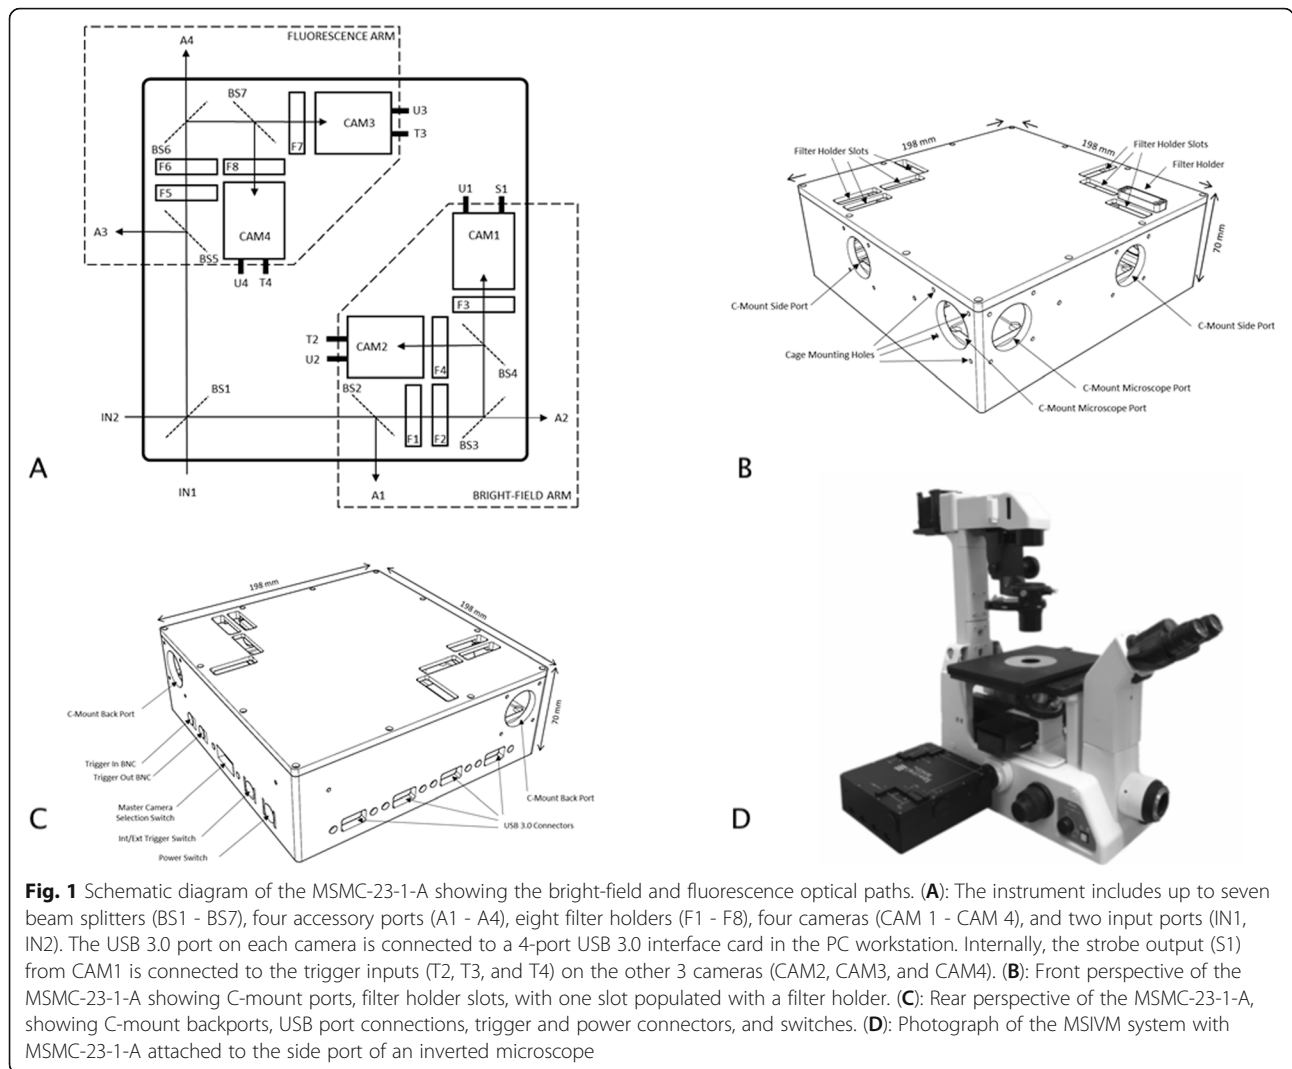 A4
FLUORESCENCE ARM
BS7
U3
CAM3
T3
F7
BS6
F6
F8
F5
U1
S1
A3
CAM4
CAM1
BS5
U4
T4
F3
T2
CAM2
U2
F4
BS4
BS2
BS1
IN2
F1
F2
BS3
A2
A
IN1
A1
BRIGHT-FIELD ARM
198 mm
198 mm
Filter Holder Slots
Filter Holder Slots
Filter Holder
70 mm
C-Mount Side Port
C-Mount Side Port
Cage Mounting Holes
C-Mount Microscope Port
C-Mount Microscope Port
B
198 mm
198 mm
70 mm
C-Mount Back Port
Trigger In BNC
Trigger Out BNC
C-Mount Back Port
Master Camera
Selection Switch
USB 3.0 Connectors
Int/Ext Trigger Switch
Power Switch
C
D
Fig. 1 Schematic diagram of the MSMC-23-1-A showing the bright-field and fluorescence optical paths. (A): The instrument includes up to seven
beam splitters (BS1 - BS7), four accessory ports (A1 - A4), eight filter holders (F1 - F8), four cameras (CAM 1 - CAM 4), and two input ports (IN1,
IN2). The USB 3.0 port on each camera is connected to a 4-port USB 3.0 interface card in the PC workstation. Internally, the strobe output (S1)
from CAM1 is connected to the trigger inputs (T2, T3, and T4) on the other 3 cameras (CAM2, CAM3, and CAM4). (B): Front perspective of the
MSMC-23-1-A showing C-mount ports, filter holder slots, with one slot populated with a filter holder. (C): Rear perspective of the MSMC-23-1-A,
showing C-mount backports, USB port connections, trigger and power connectors, and switches. (D): Photograph of the MSIVM system with
MSMC-23-1-A attached to the side port of an inverted microscope